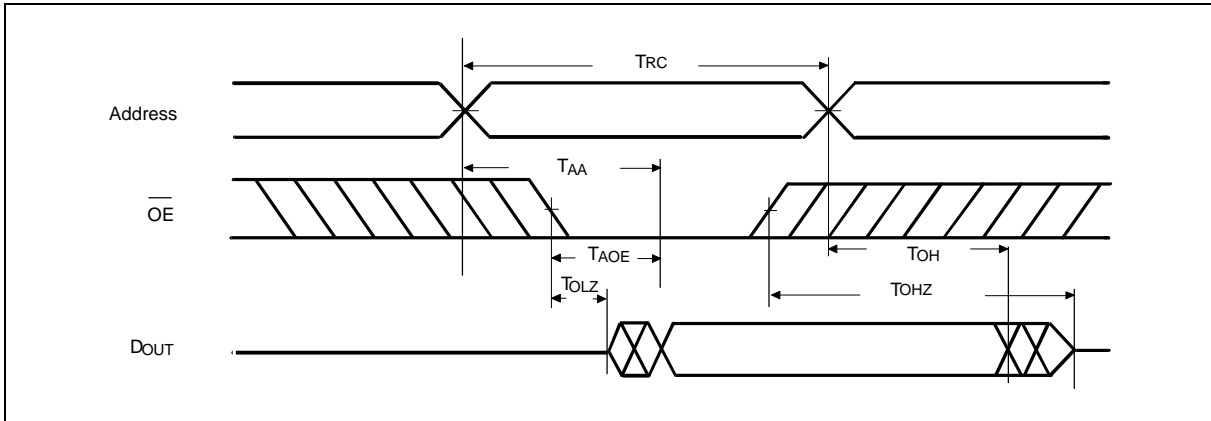 TRC
Address
TAA
OE
TAOE
TOH
TOLZ
TOHZ
DOUT